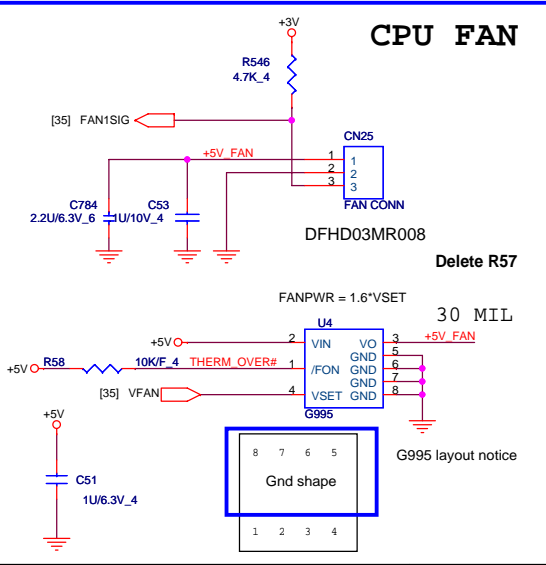 CPU FAN
+3V
R546
4.7K_4
[35] FAN1SIG
CN25
+5V_FAN
1 1
2 2
3 3
FAN CONN
C784
2.2U/6.3V_6
C53
1U/10V_4
DFHD03MR008
Delete R57
FANPWR = 1.6*VSET
30 MIL
U4
+5V 2 VIN VO 3 +5V_FAN
GND 5
+5V R58 10K/F_4 THERM_OVER# 1 /FON GND 6
GND 7
[35] VFAN 4 VSET GND 8
G995
+5V
C51
1U/6.3V_4
8 7 6 5
Gnd shape
1 2 3 4
G995 layout notice